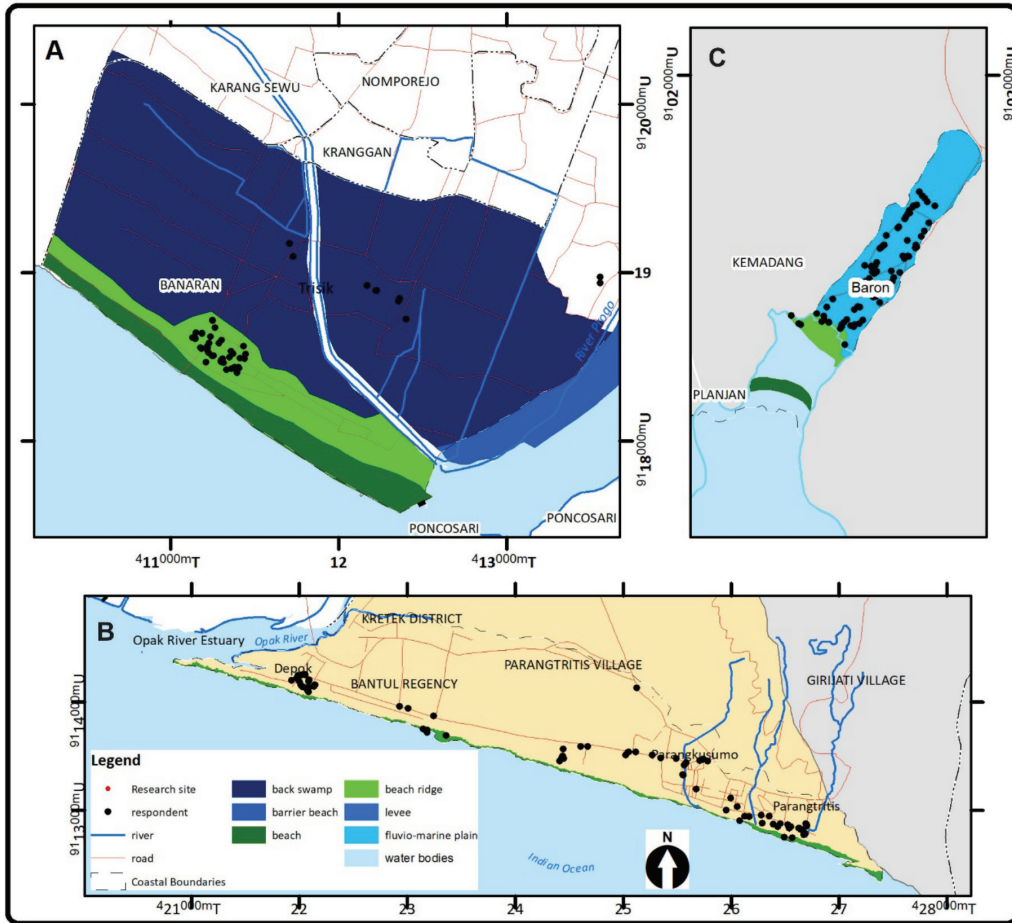 A
KARANG SEWU
NOMPOREJO
KRANGGAN
BANARAN
Trisik
River Progo
PONCOSARI
PONCOSARI
9120000mU
19
9118000mU
411000mT
12
413000mT
C
9102000mU
9102
KEMADANG
Baron
PLANJAN
B
Opak River Estuary
Opak River
KRETEK DISTRICT
Depok
BANTUL REGENCY
PARANGTRITIS VILLAGE
GIRIJATI VILLAGE
Parangkusumo
Parangtritis
Indian Ocean
N
9114000mU
9113000mU
421000mT
22
23
24
25
26
27
428000mT
Legend
Research site
respondent
river
road
Coastal Boundaries
back swamp
barrier beach
beach
beach ridge
levee
fluvio-marine plain
water bodies